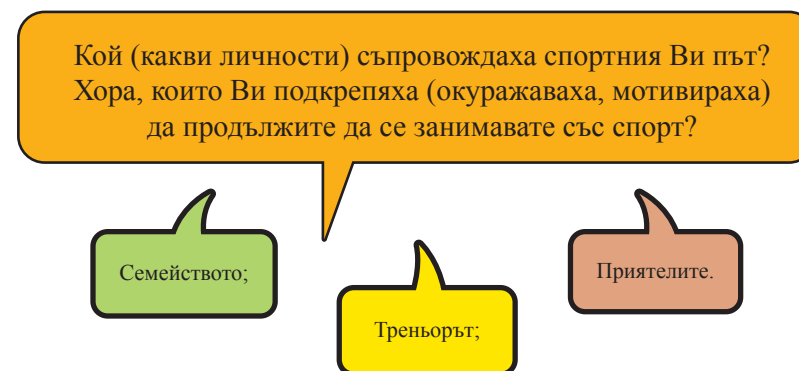 Кой (какви личности) съпровождаха спортния Ви път?
Хора, които Ви подкрепяха (окуражаваха, мотивираха)
да продължите да се занимавате със спорт?
Семейството;
Треньорът;
Приятелите.